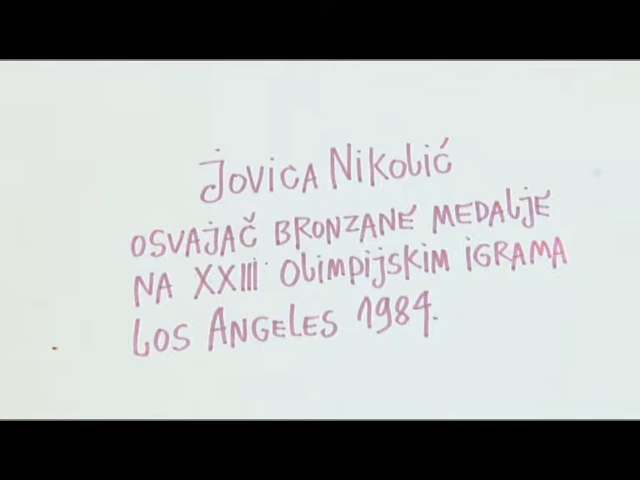 Jovica Nikolić
OSVAJAČ BRONZANE MEDALJE
NA XXIII OLIMPIJSKIM IGRAMA
LOS ANGELES 1984.